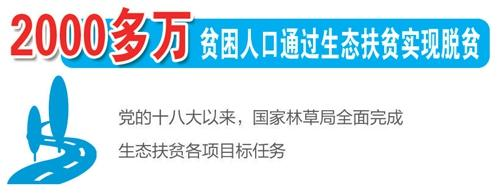 2000多万 贫困人口通过生态扶贫实现脱贫
党的十八大以来，国家林草局全面完成
生态扶贫各项目标任务